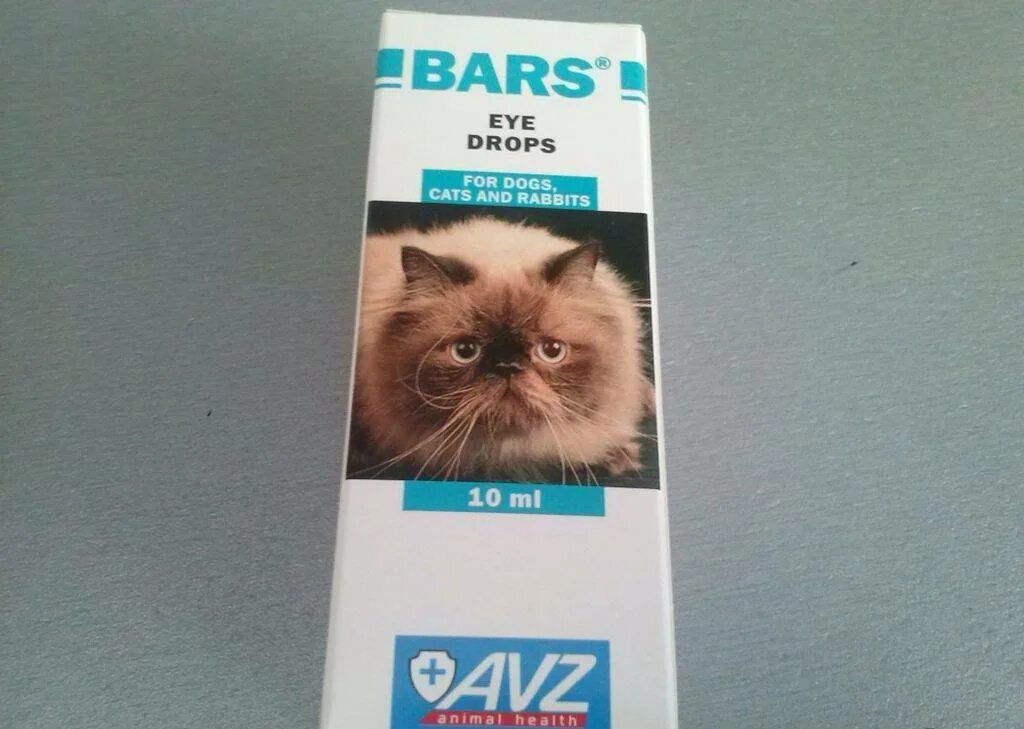 BARS®
EYE
DROPS
FOR DOGS,
CATS AND RABBITS
10 ml
AVZ
animal health